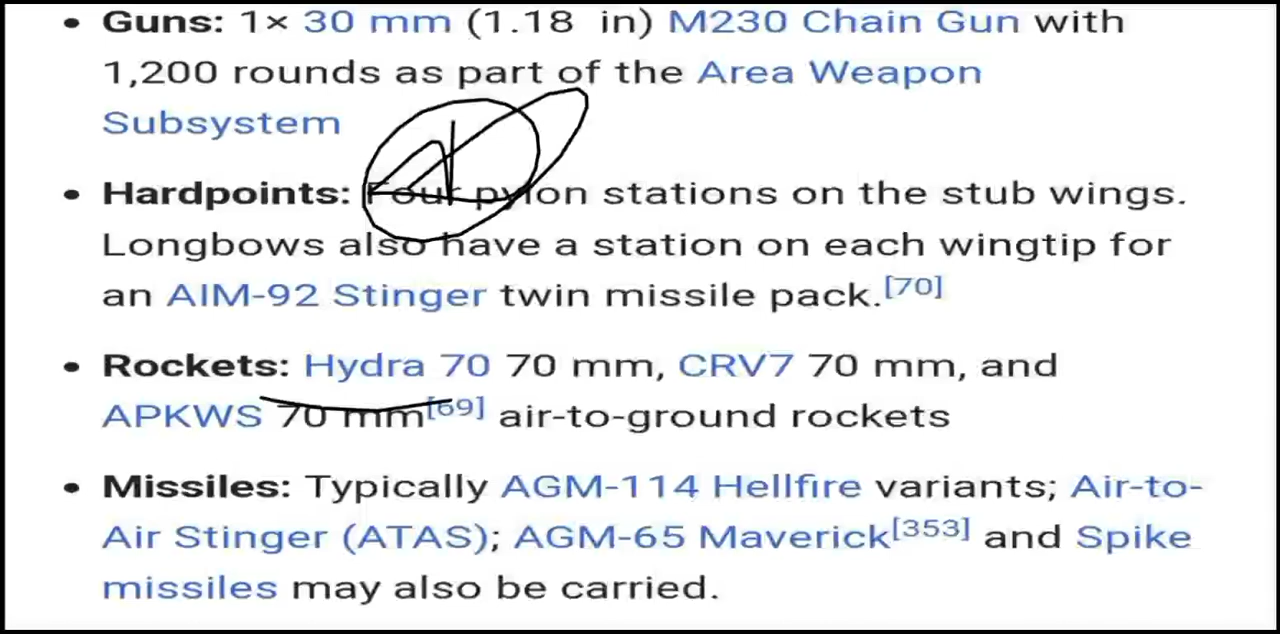 • Guns: 1× 30 mm (1.18 in) M230 Chain Gun with
1,200 rounds as part of the Area Weapon
Subsystem
• Hardpoints: Four pylon stations on the stub wings.
Longbows also have a station on each wingtip for
an AIM-92 Stinger twin missile pack.[70]
• Rockets: Hydra 70 70 mm, CRV7 70 mm, and
APKWS 70 mm[69] air-to-ground rockets
• Missiles: Typically AGM-114 Hellfire variants; Air-to-
Air Stinger (ATAS); AGM-65 Maverick[353] and Spike
missiles may also be carried.